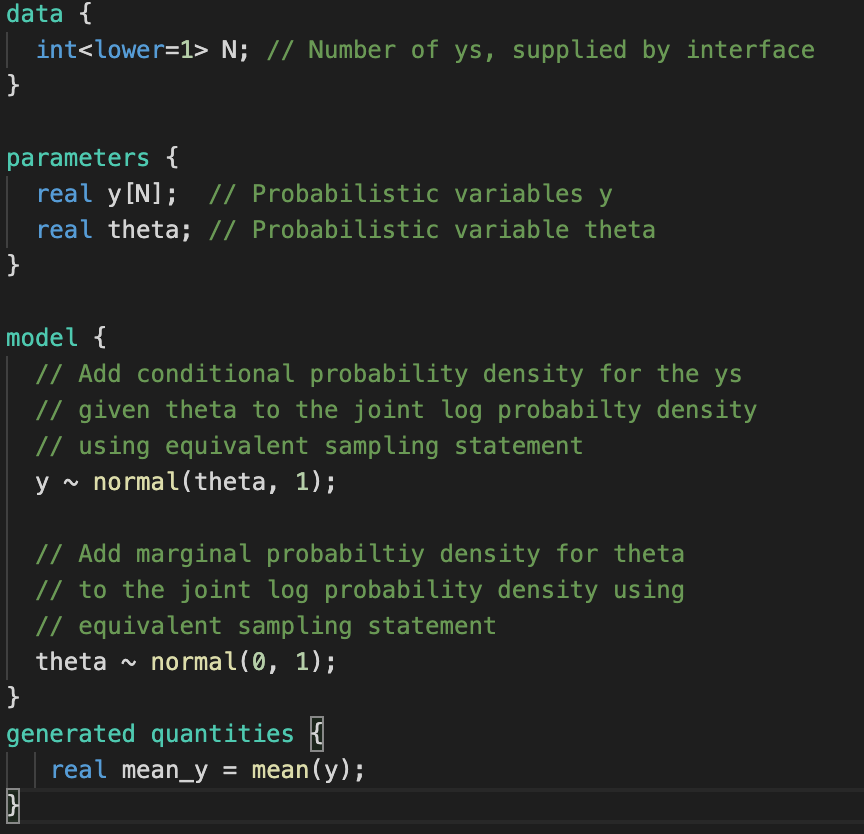 data {
  int<lower=1> N; // Number of ys, supplied by interface
}
parameters {
  real y[N];  // Probabilistic variables y
  real theta; // Probabilistic variable theta
}
model {
  // Add conditional probability density for the ys
  // given theta to the joint log probabilty density
  // using equivalent sampling statement
  y ~ normal(theta, 1);
  // Add marginal probabiltiy density for theta
  // to the joint log probability density using
  // equivalent sampling statement
  theta ~ normal(0, 1);
}
generated quantities {
   real mean_y = mean(y);
}